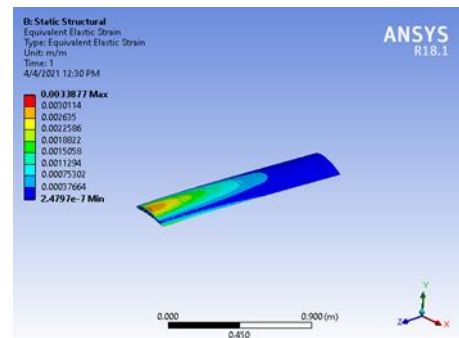 B: Static Structural
Equivalent Elastic Strain
Type: Equivalent Elastic Strain
Unit: m/m
Time: 1
4/4/2021 12:30 PM
0.0033877 Max
0.0030114
0.002635
0.0022586
0.0018822
0.0015058
0.0011294
0.00075302
0.00037664
2.4797e-7 Min
ANSYS
R18.1
0.000
0.900 (m)
0.450
Y
Z
X